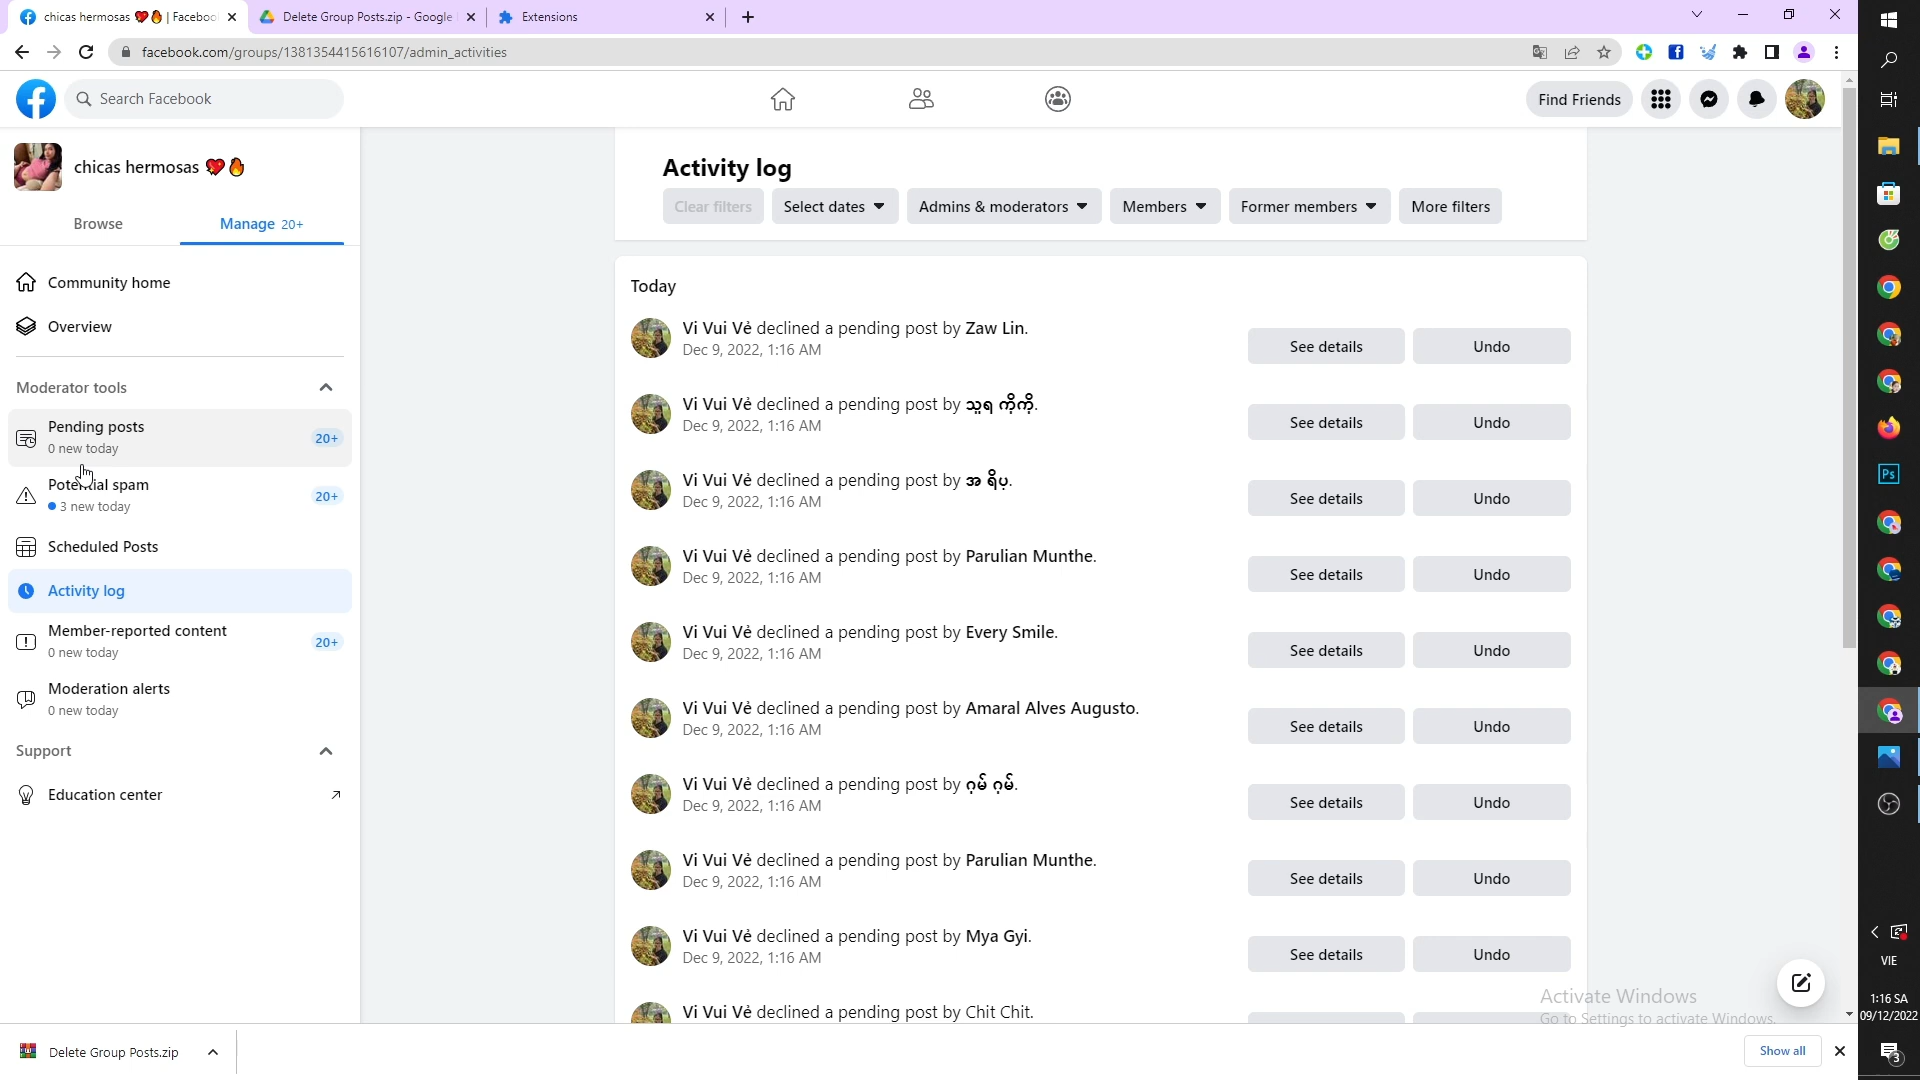 chicas hermosas ❤️‍🔥🔥 | Faceboo
Delete Group Posts.zip - Google
Extensions
facebook.com/groups/1381354415616107/admin_activities
Search Facebook
Find Friends
chicas hermosas 💘🔥
Browse
Manage 20+
Community home
Overview
Moderator tools
Pending posts
0 new today
20+
Potential spam
3 new today
20+
Scheduled Posts
Activity log
Member-reported content
0 new today
20+
Moderation alerts
0 new today
Support
Education center
Activity log
Clear filters
Select dates
Admins & moderators
Members
Former members
More filters
Today
Vi Vui Vẻ declined a pending post by Zaw Lin.
Dec 9, 2022, 1:16 AM
See details
Undo
Vi Vui Vẻ declined a pending post by သူရ ကိုကို.
Dec 9, 2022, 1:16 AM
See details
Undo
Vi Vui Vẻ declined a pending post by အ ရိပ့.
Dec 9, 2022, 1:16 AM
See details
Undo
Vi Vui Vẻ declined a pending post by Parulian Munthe.
Dec 9, 2022, 1:16 AM
See details
Undo
Vi Vui Vẻ declined a pending post by Every Smile.
Dec 9, 2022, 1:16 AM
See details
Undo
Vi Vui Vẻ declined a pending post by Amaral Alves Augusto.
Dec 9, 2022, 1:16 AM
See details
Undo
Vi Vui Vẻ declined a pending post by ဂွမ် ဂွမ်.
Dec 9, 2022, 1:16 AM
See details
Undo
Vi Vui Vẻ declined a pending post by Parulian Munthe.
Dec 9, 2022, 1:16 AM
See details
Undo
Vi Vui Vẻ declined a pending post by Mya Gyi.
Dec 9, 2022, 1:16 AM
See details
Undo
Vi Vui Vẻ declined a pending post by Chit Chit.
Activate Windows
Go to Settings to activate Windows.
Delete Group Posts.zip
Show all
Ps
VIE
1:16 SA
09/12/2022
3